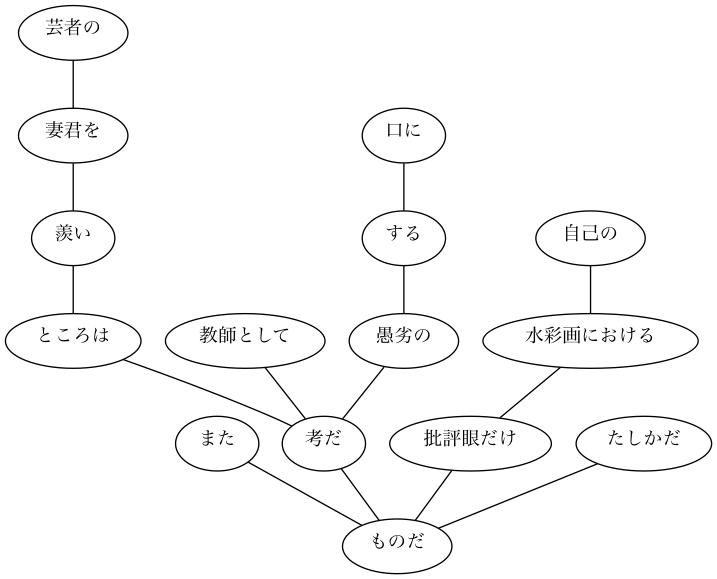 芸者の
妻君を
口に
羨い
する
自己の
ところは
教師として
愚劣の
水彩画における
また
考だ
批評眼だけ
たしかだ
ものだ